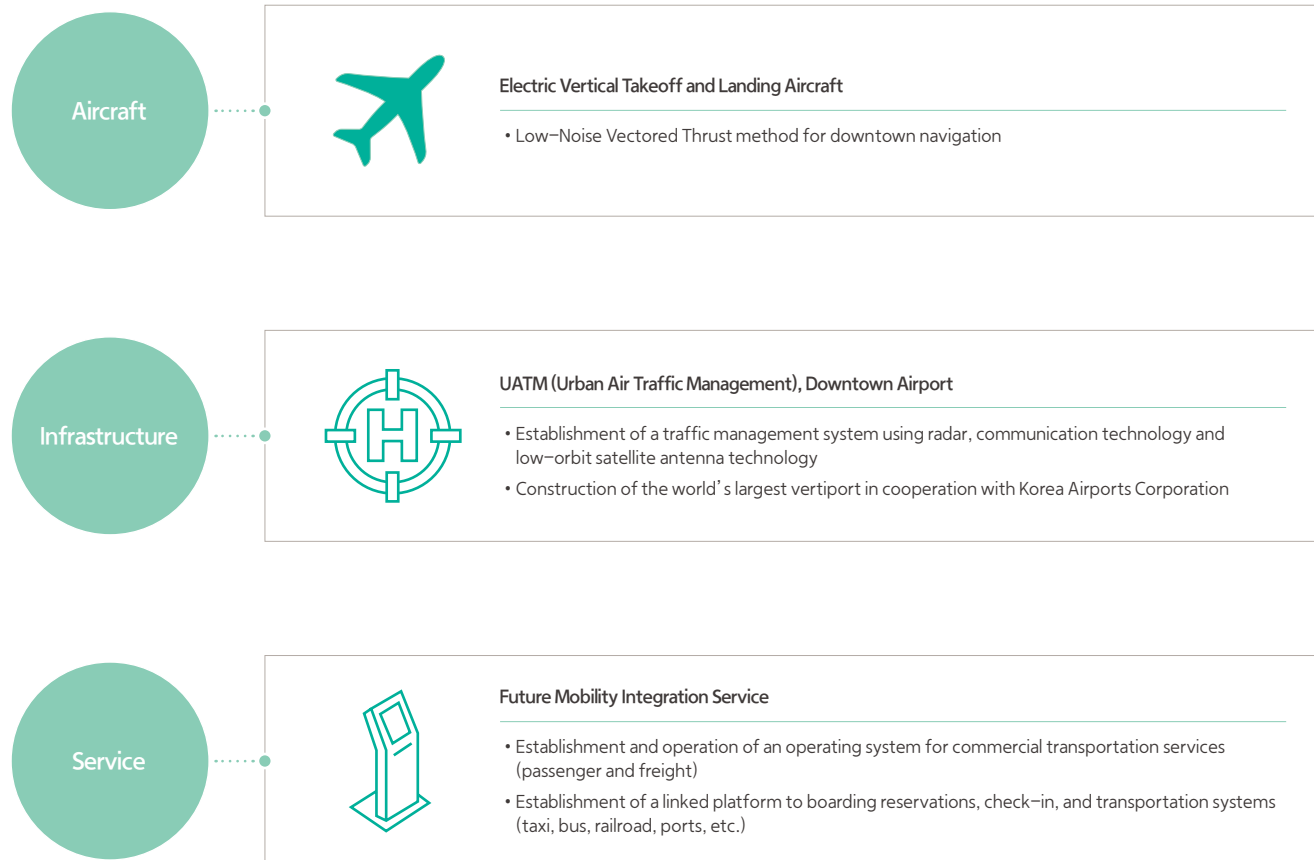 Aircraft
Electric Vertical Takeoff and Landing Aircraft
• Low-Noise Vectored Thrust method for downtown navigation
Infrastructure
UATM (Urban Air Traffic Management), Downtown Airport
• Establishment of a traffic management system using radar, communication technology and
low-orbit satellite antenna technology
• Construction of the world's largest vertiport in cooperation with Korea Airports Corporation
Service
Future Mobility Integration Service
• Establishment and operation of an operating system for commercial transportation services
(passenger and freight)
• Establishment of a linked platform to boarding reservations, check-in, and transportation systems
(taxi, bus, railroad, ports, etc.)